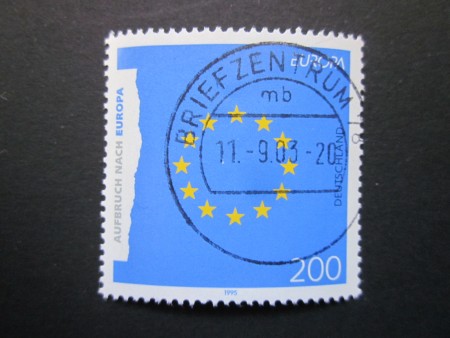 EUROPA
BRIEFZENTRUM
mb
11.-9.03-20
AUFBRUCH NACH EUROPA
DEUTSCHLAND
200
1995